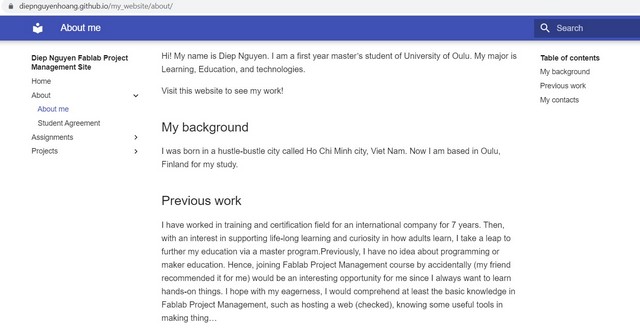 diepnguyenhoang.github.io/my_website/about/
About me
Search
Diep Nguyen Fablab Project
Management Site
Home
About
About me
Student Agreement
Assignments
Projects
Hi! My name is Diep Nguyen. I am a first year master's student of University of Oulu. My major is
Learning, Education, and technologies.
Visit this website to see my work!
My background
I was born in a hustle-bustle city called Ho Chi Minh city, Viet Nam. Now I am based in Oulu,
Finland for my study.
Previous work
I have worked in training and certification field for an international company for 7 years. Then,
with an interest in supporting life-long learning and curiosity in how adults learn, I take a leap to
further my education via a master program.Previously, I have no idea about programming or
maker education. Hence, joining Fablab Project Management course by accidentally (my friend
recommended it for me) would be an interesting opportunity for me since I always want to learn
hands-on things. I hope with my eagerness, I would comprehend at least the basic knowledge in
Fablab Project Management, such as hosting a web (checked), knowing some useful tools in
making thing…
Table of contents
My background
Previous work
My contacts